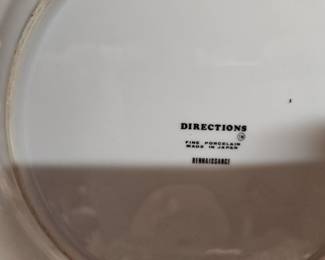 DIRECTIONS
FINE PORCELAIN
MADE IN JAPAN
RENNAISSANCE